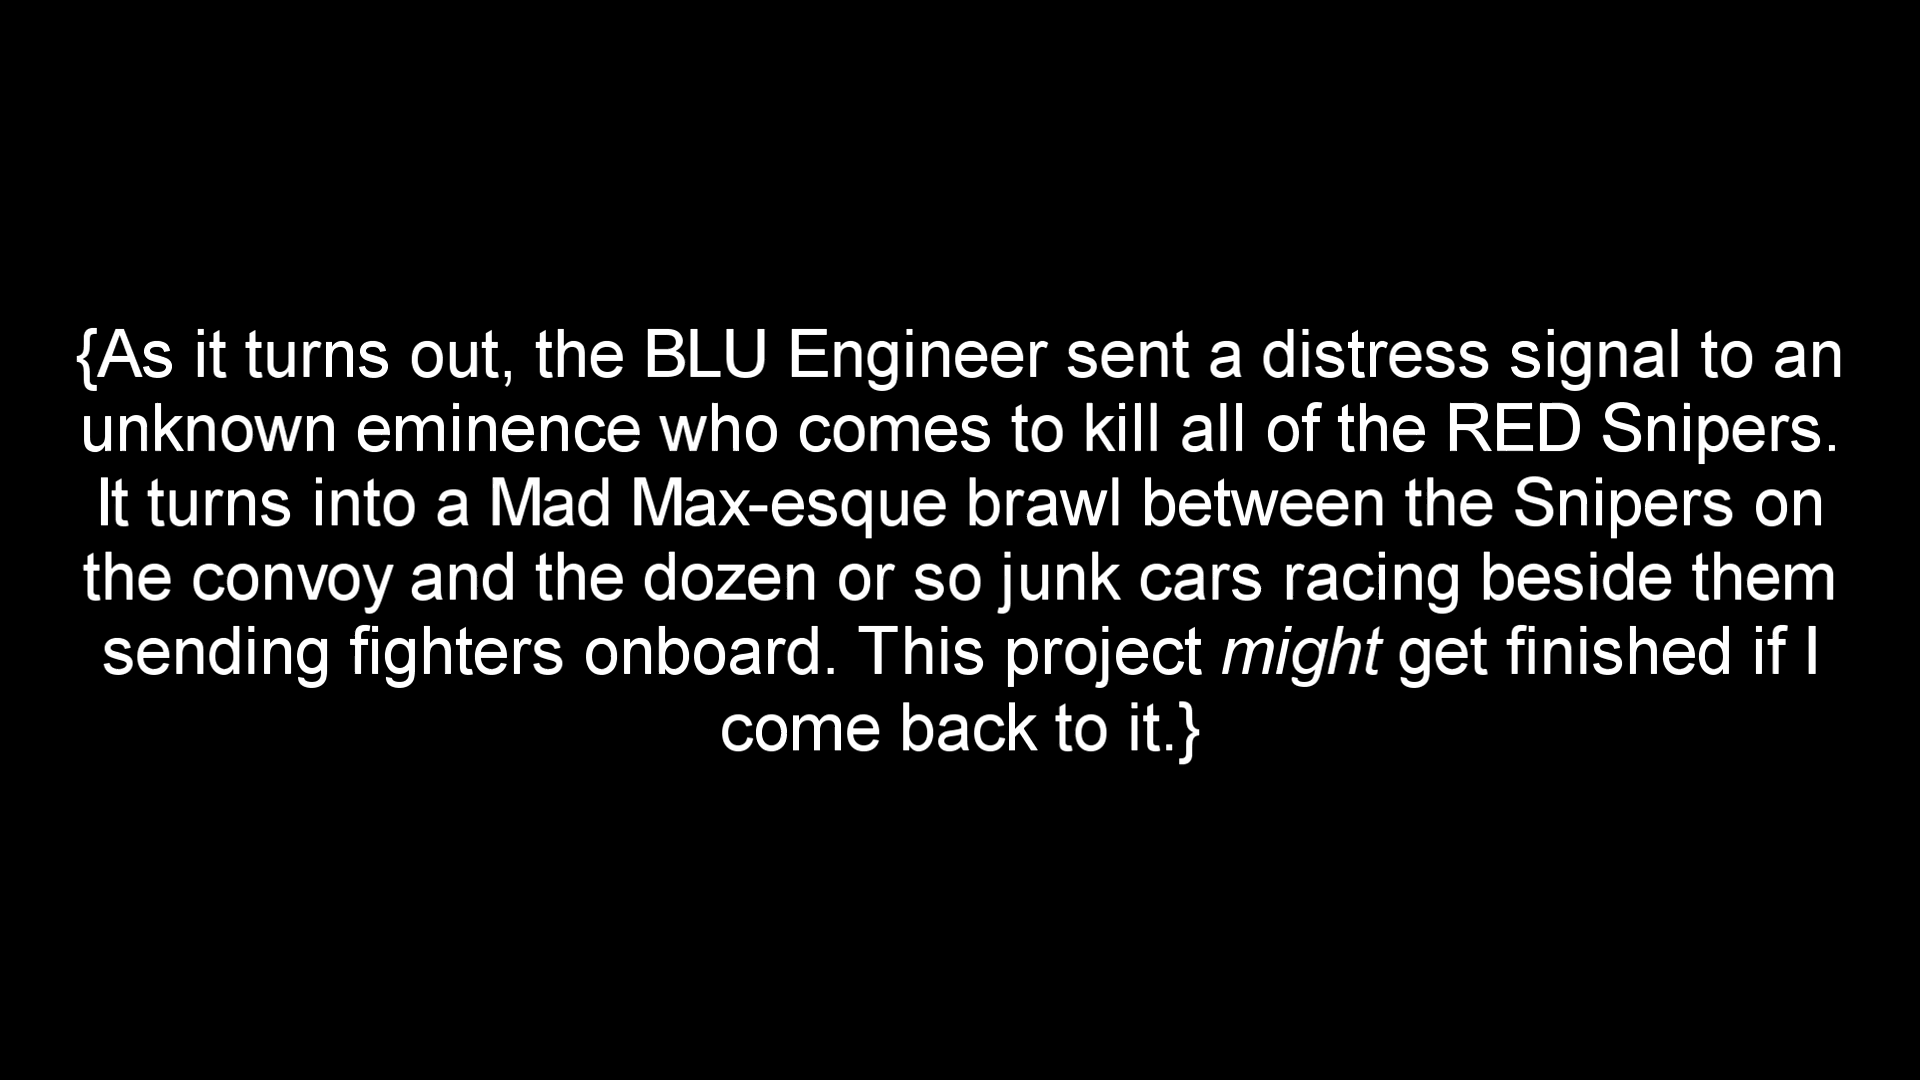 {As it turns out, the BLU Engineer sent a distress signal to an
unknown eminence who comes to kill all of the RED Snipers.
It turns into a Mad Max-esque brawl between the Snipers on
the convoy and the dozen or so junk cars racing beside them
sending fighters onboard. This project might get finished if I
come back to it.}